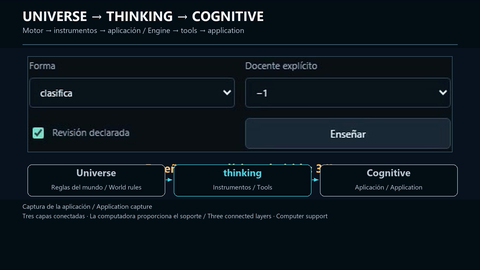 UNIVERSE → THINKING → COGNITIVE
Motor → instrumentos → aplicación / Engine → tools → application
Forma
Docente explícito
clasifica
−1
Revisión declarada
Enseñar
Universe
thinking
Cognitive
Reglas del mundo / World rules
Instrumentos / Tools
Aplicación / Application
Captura de la aplicación / Application capture
Tres capas conectadas · La computadora proporciona el soporte / Three connected layers · Computer support